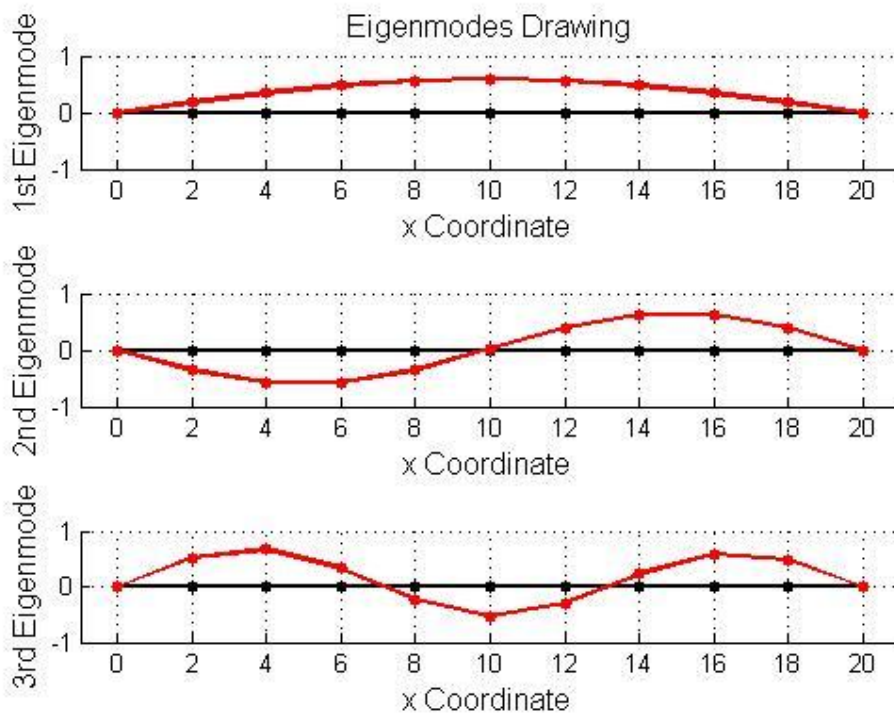 Eigenmodes Drawing
1st Eigenmode
1
0
-1
0 2 4 6 8 10 12 14 16 18 20
x Coordinate
2nd Eigenmode
1
0
-1
0 2 4 6 8 10 12 14 16 18 20
x Coordinate
3rd Eigenmode
1
0
-1
0 2 4 6 8 10 12 14 16 18 20
x Coordinate